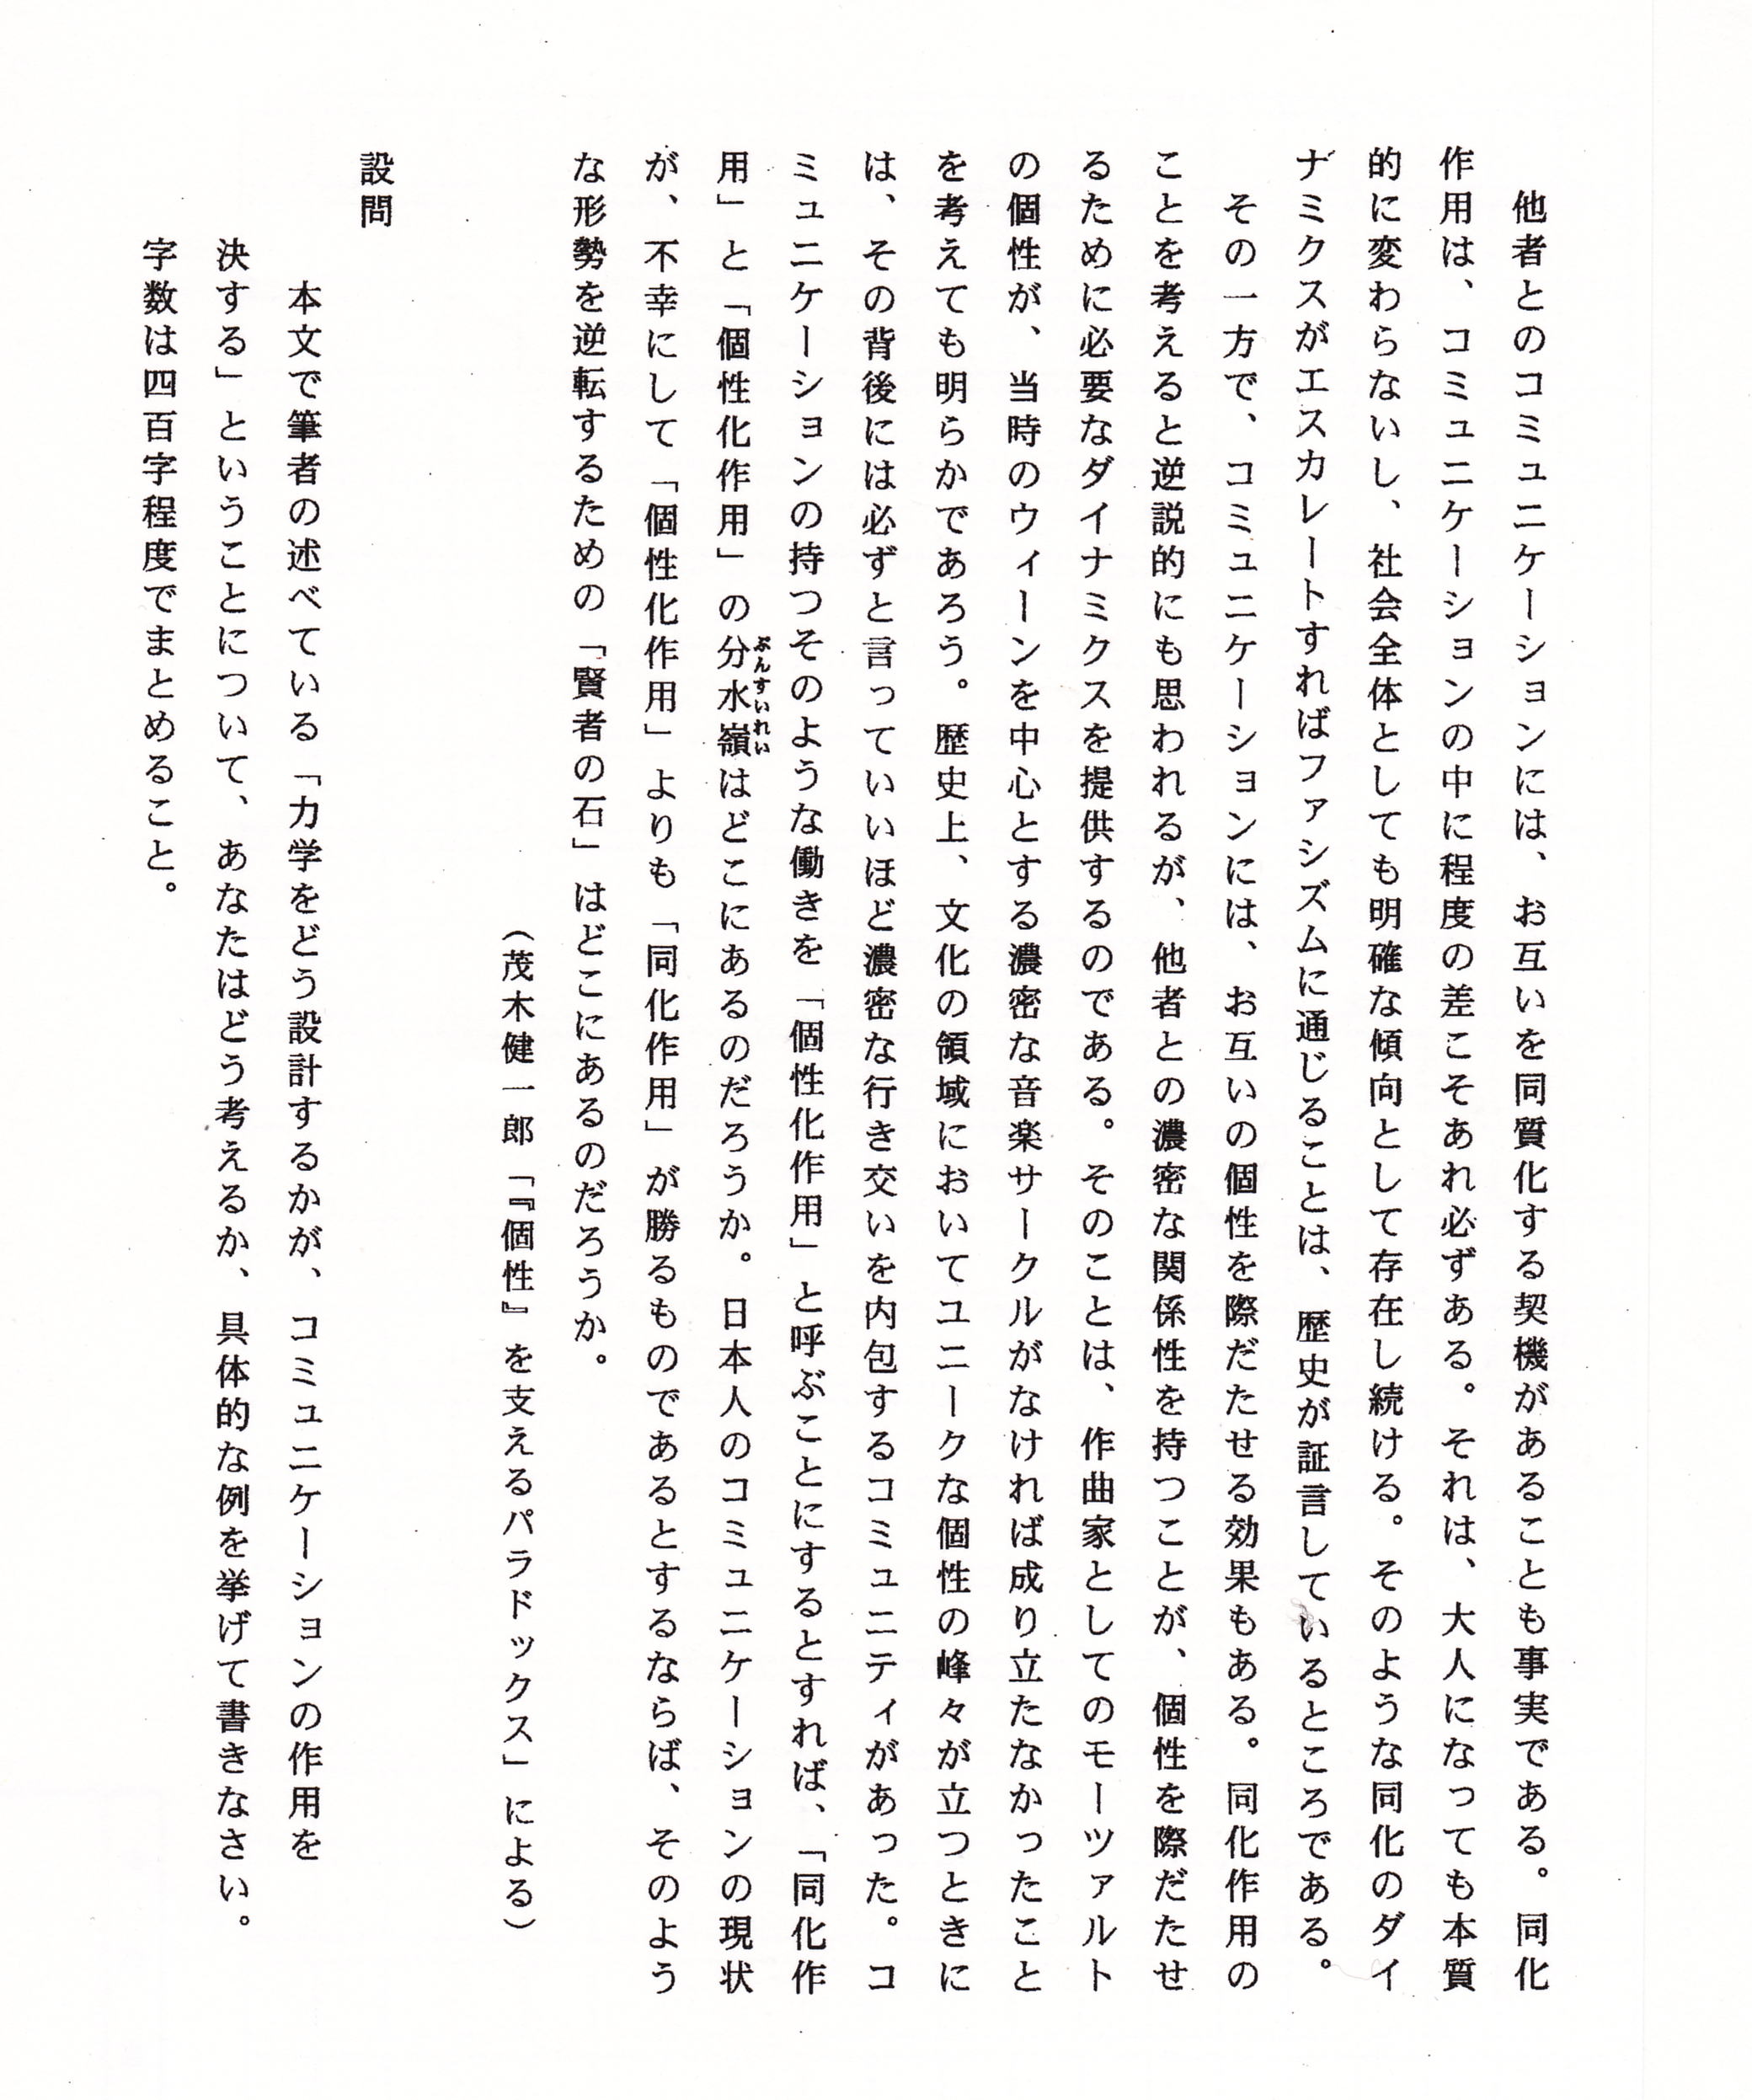 他者とのコミュニケーションには、お互いを同質化する契機があることも事実である。同化
作用は、コミュニケーションの中に程度の差こそあれ必ずある。それは、大人になっても本質
的に変わらないし、社会全体としても明確な傾向として存在し続ける。そのような同化のダイ
ナミクスがエスカレートすればファシズムに通じることは、歴史が証言しているところである。
その一方で、コミュニケーションには、お互いの個性を際だたせる効果もある。同化作用の
ことを考えると逆説的にも思われるが、他者との濃密な関係性を持つことが、個性を際だたせ
るために必要なダイナミクスを提供するのである。そのことは、作曲家としてのモーツァルト
の個性が、当時のウィーンを中心とする濃密な音楽サークルがなければ成り立たなかったこと
を考えても明らかであろう。歴史上、文化の領域においてユニークな個性の峰々が立つときに
は、その背後には必ずと言っていいほど濃密な行き交いを内包するコミュニティがあった。コ
ミュニケーションの持つそのような働きを「個性化作用」と呼ぶことにするとすれば、「同化作
用」と「個性化作用」の分水嶺はどこにあるのだろうか。日本人のコミュニケーションの現状
ぶんすいれい
が、不幸にして「個性化作用」よりも「同化作用」が勝るものであるとするならば、そのよう
な形勢を逆転するための「賢者の石」はどこにあるのだろうか。
（茂木健一郎「『個性』を支えるパラドックス」による）
設問
本文で筆者の述べている「力学をどう設計するかが、コミュニケーションの作用を
決する」ということについて、あなたはどう考えるか、具体的な例を挙げて書きなさい。
字数は四百字程度でまとめること。